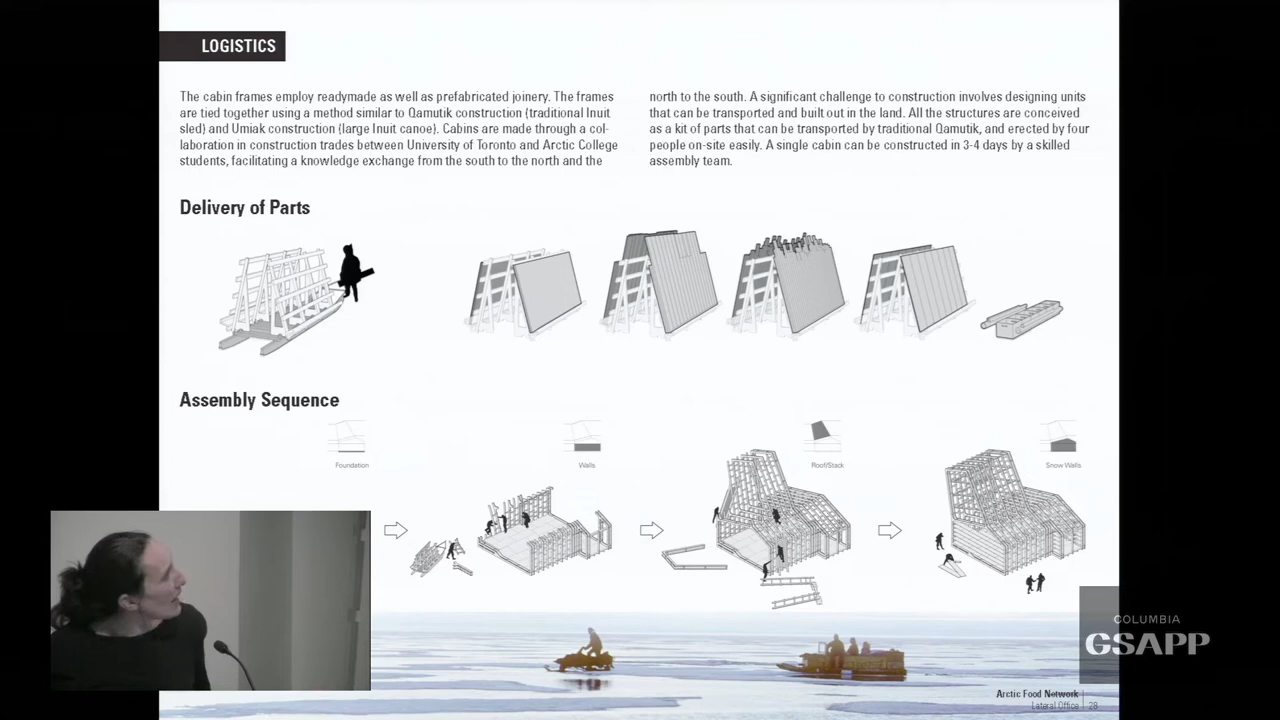 LOGISTICS
The cabin frames employ readymade as well as prefabricated joinery. The frames
are tied together using a method similar to Qamutik construction (traditional Inuit
sled) and Umiak construction (large Inuit canoe). Cabins are made through a col-
laboration in construction trades between University of Toronto and Arctic College
students, facilitating a knowledge exchange from the south to the north and the
north to the south. A significant challenge to construction involves designing units
that can be transported and built out in the land. All the structures are conceived
as a kit of parts that can be transported by traditional Qamutik, and erected by four
people on-site easily. A single cabin can be constructed in 3-4 days by a skilled
assembly team.
Delivery of Parts
Assembly Sequence
Foundation
Walls
Roof/Stack
Snow Walls
COLUMBIA
GSAPP
Arctic Food Network
Lateral Office | 28